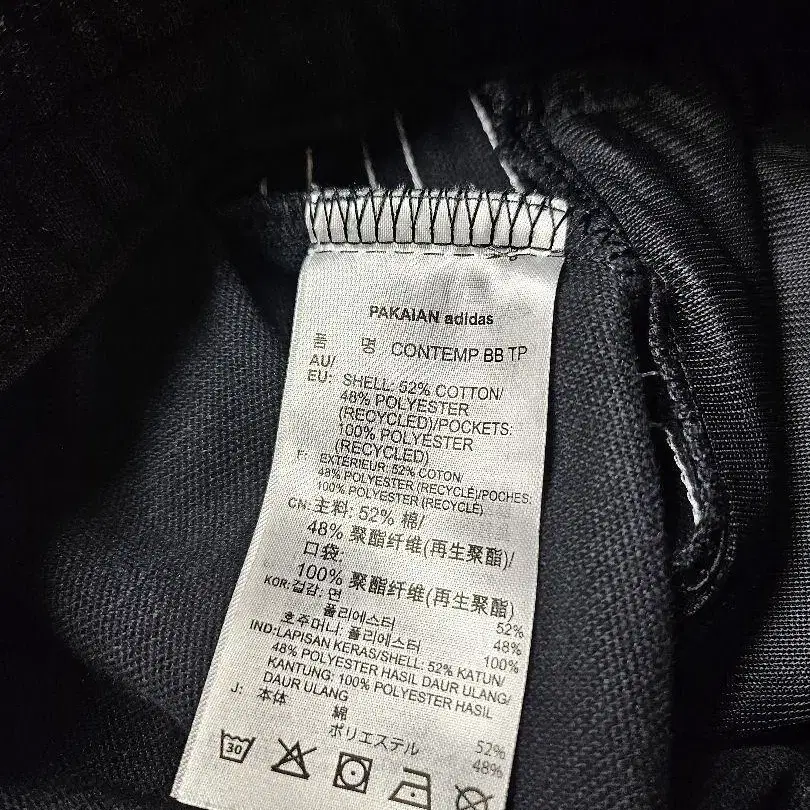 PAKAIAN adidas
품 명 CONTEMP BB TP
AU/
EU: SHELL: 52% COTTON/
48% POLYESTER
(RECYCLED)/POCKETS:
100% POLYESTER
(RECYCLED)
F: EXTÉRIEUR: 52% COTON/
48% POLYESTER (RECYCLÉ)/POCHES:
100% POLYESTER (RECYCLÉ)
CN: 主料: 52% 棉/
48% 聚酯纤维(再生聚酯)/
口袋:
100% 聚酯纤维(再生聚酯)
KOR: 겉감: 면 52%
폴리에스터 48%
호주머니: 폴리에스터 100%
IND-LAPISAN KERAS/SHELL: 52% KATUN/
48% POLYESTER HASIL DAUR ULANG/
KANTUNG: 100% POLYESTER HASIL
DAUR ULANG
J: 本体 綿 52%
ポリエステル 48%
30